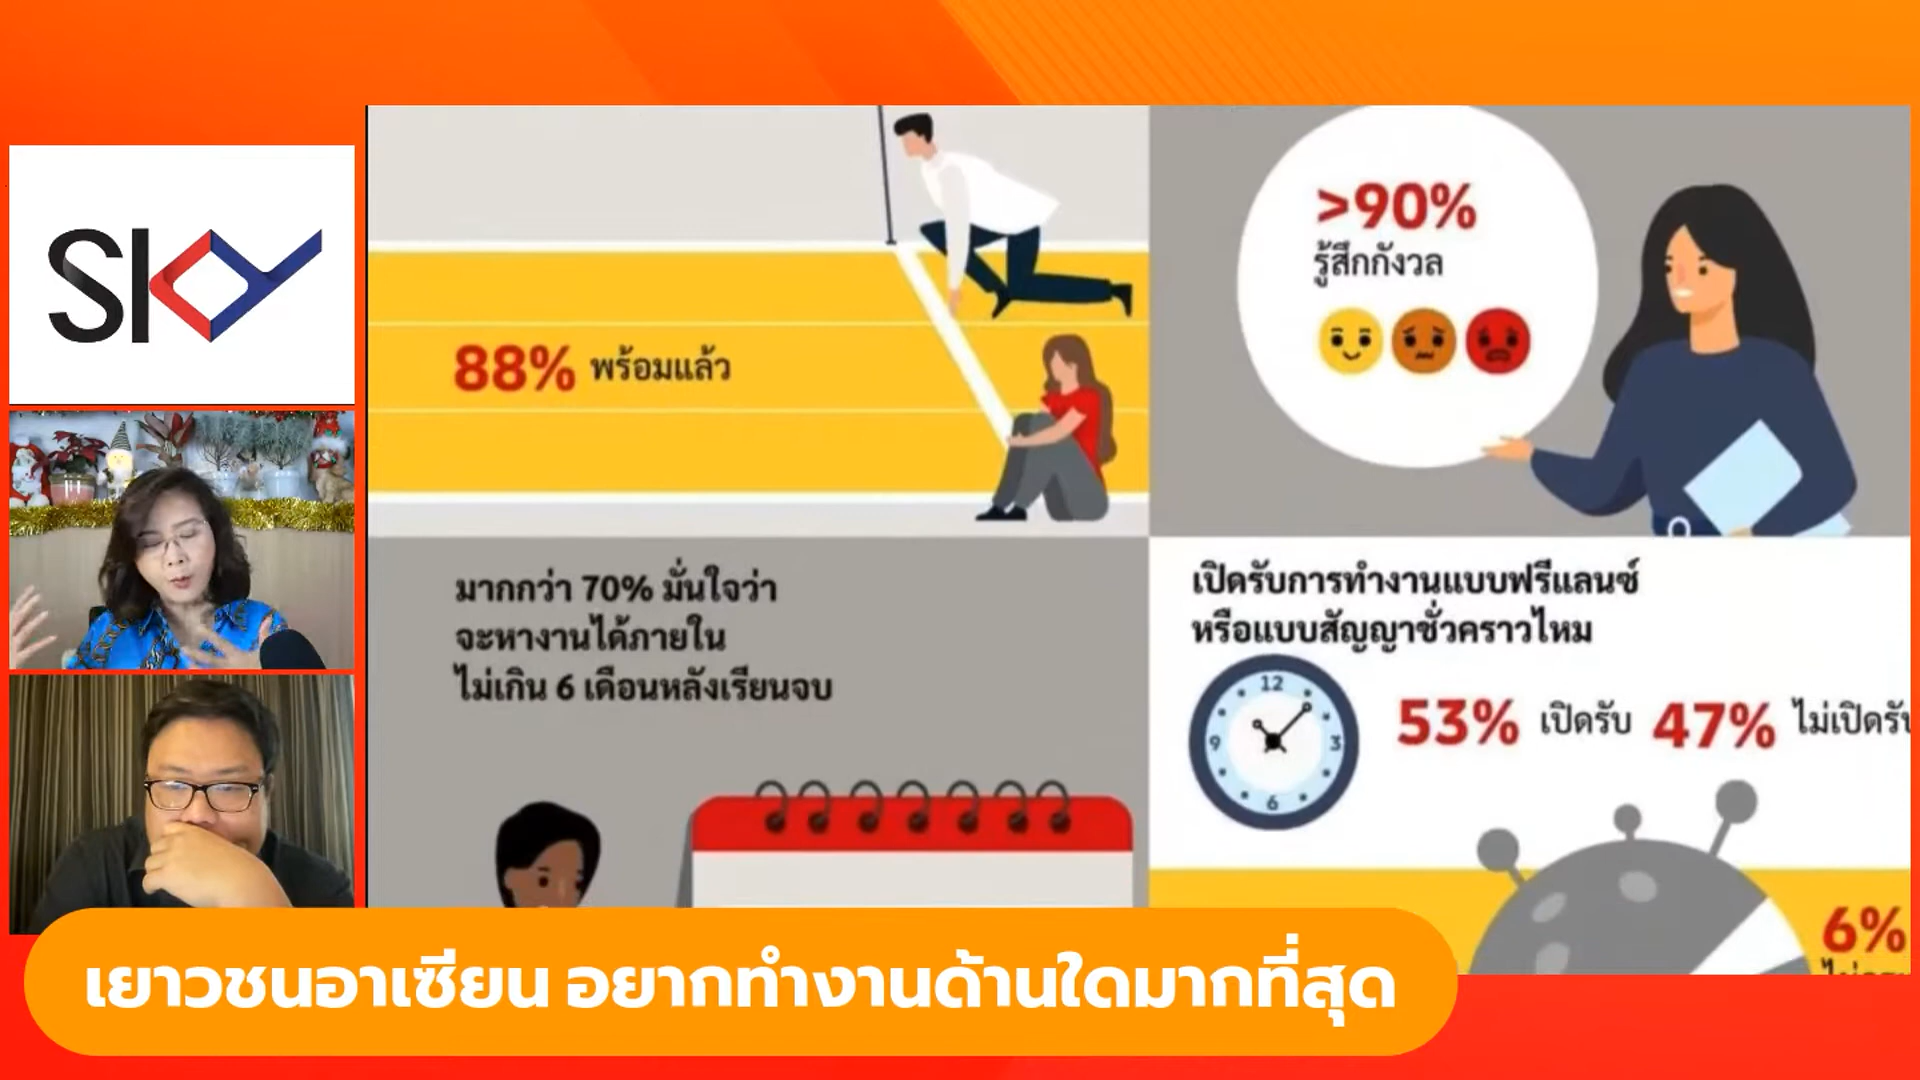 SKY
88% พร้อมแล้ว
>90%
รู้สึกกังวล
มากกว่า 70% มั่นใจว่า
จะหางานได้ภายใน
ไม่เกิน 6 เดือนหลังเรียนจบ
เปิดรับการทำงานแบบฟรีแลนซ์
หรือแบบสัญญาชั่วคราวไหม
12
9 3
6
53% เปิดรับ 47% ไม่เปิดรับ
6%
เยาวชนอาเซียน อยากทำงานด้านใดมากที่สุด